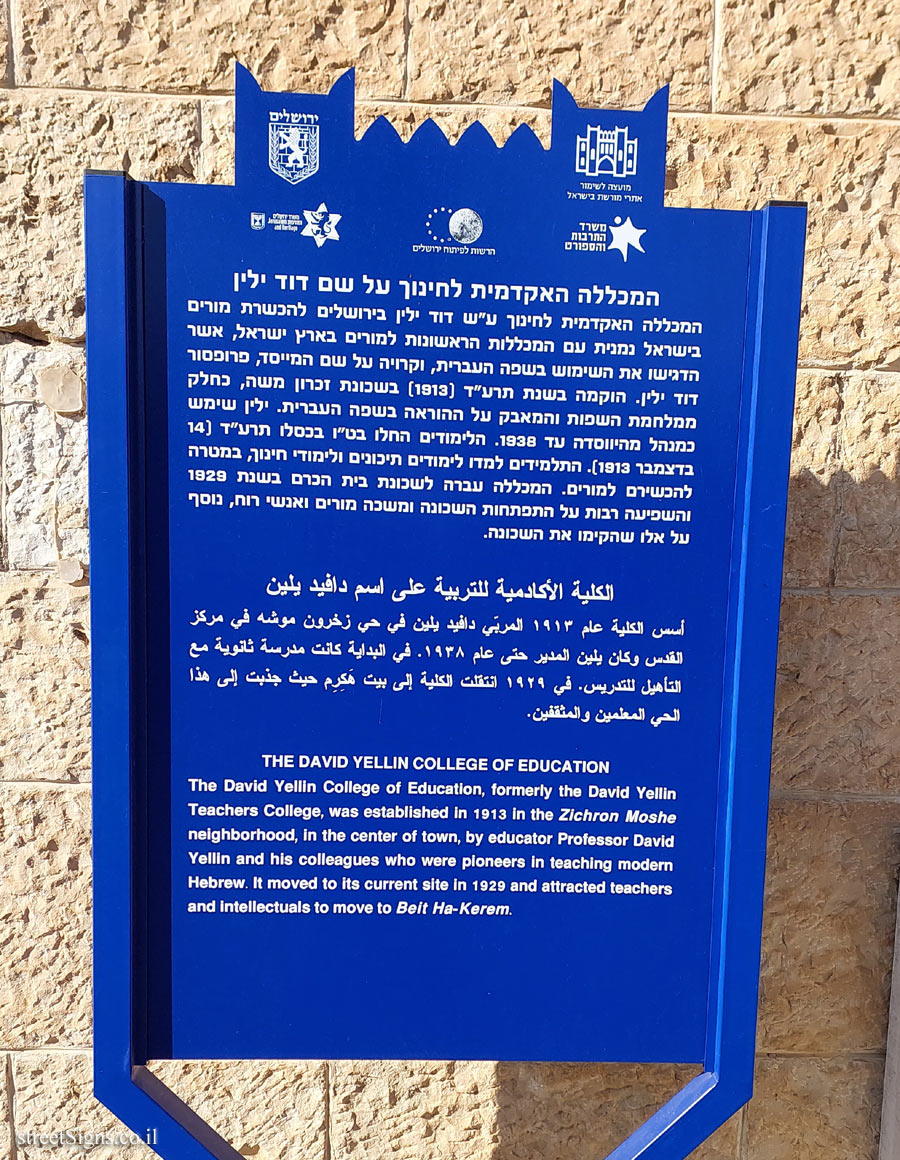 ירושלים
מועצה לשימור
אתרי מורשת בישראל
משרד ירושלים
ומורשת
Jerusalem
and Heritage
הרשות לפיתוח ירושלים
משרד
התרבות
והספורט
המכללה האקדמית לחינוך על שם דוד ילין
המכללה האקדמית לחינוך ע״ש דוד ילין בירושלים להכשרת מורים
בישראל נמנית עם המכללות הראשונות למורים בארץ ישראל, אשר
הדגישו את השימוש בשפה העברית, וקרויה על שם המייסד, פרופסור
דוד ילין. הוקמה בשנת תרע״ד (1913) בשכונת זכרון משה, כחלק
ממלחמת השפות והמאבק על ההוראה בשפה העברית. ילין שימש
כמנהל מהיווסדה עד 1938. הלימודים החלו בט״ו בכסלו תרע״ד (14
בדצמבר 1913). התלמידים למדו לימודים תיכונים ולימודי חינוך, במטרה
להכשירם למורים. המכללה עברה לשכונת בית הכרם בשנת 1929
והשפיעה רבות על התפתחות השכונה ומשכה מורים ואנשי רוח, נוסף
על אלו שהקימו את השכונה.
الكلية الأكادمية للتربية على اسم دافيد يلين
أسس الكلية عام ١٩١٣ المربّي دافيد يلين في حي زخرون موشه في مركز
القدس وكان يلين المدير حتى عام ١٩٣٨. في البداية كانت مدرسة ثانوية مع
التأهيل للتدريس. في ١٩٢٩ انتقلت الكلية إلى بيت هَكِرِم حيث جذبت إلى هذا
الحي المعلمين والمثقفين.
THE DAVID YELLIN COLLEGE OF EDUCATION
The David Yellin College of Education, formerly the David Yellin
Teachers College, was established in 1913 in the Zichron Moshe
neighborhood, in the center of town, by educator Professor David
Yellin and his colleagues who were pioneers in teaching modern
Hebrew. It moved to its current site in 1929 and attracted teachers
and intellectuals to move to Beit Ha-Kerem.
streetSigns.co.il